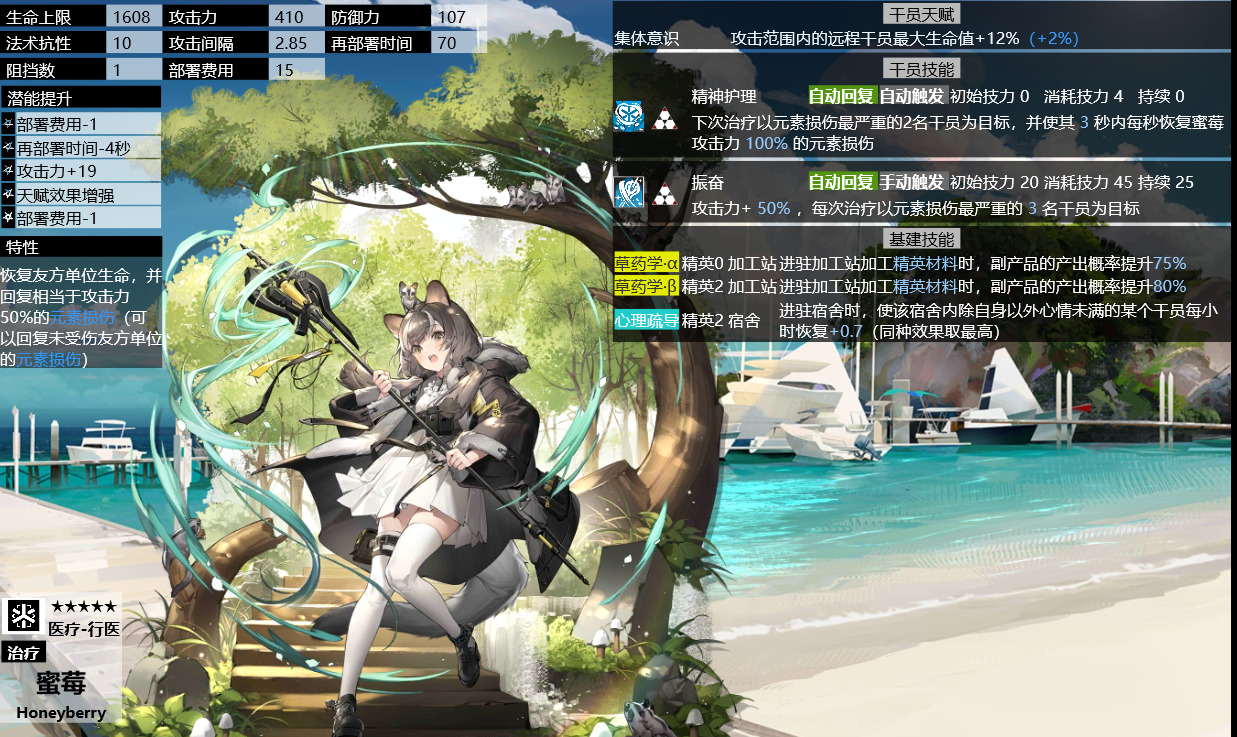 生命上限 1608 攻击力 410 防御力 107
法术抗性 10 攻击间隔 2.85 再部署时间 70
阻挡数 1 部署费用 15
潜能提升
部署费用-1
再部署时间-4秒
攻击力+19
天赋效果增强
部署费用-1
特性
恢复友方单位生命，并
回复相当于攻击力
50%的元素损伤（可
以回复未受伤友方单位
的元素损伤）
★★★★★
医疗-行医
治疗
蜜莓
Honeyberry
干员天赋
集体意识 攻击范围内的远程干员最大生命值+12%（+2%）
干员技能
精神护理 自动回复 自动触发 初始技力 0 消耗技力 4 持续 0
下次治疗以元素损伤最严重的2名干员为目标，并使其 3 秒内每秒恢复蜜莓
攻击力 100% 的元素损伤
振奋 自动回复 手动触发 初始技力 20 消耗技力 45 持续 25
攻击力+ 50% ，每次治疗以元素损伤最严重的 3 名干员为目标
基建技能
草药学·α 精英0 加工站 进驻加工站加工精英材料时，副产品的产出概率提升75%
草药学·β 精英2 加工站 进驻加工站加工精英材料时，副产品的产出概率提升80%
心理疏导 精英2 宿舍 进驻宿舍时，使该宿舍内除自身以外心情未满的某个干员每小
时恢复+0.7（同种效果取最高）